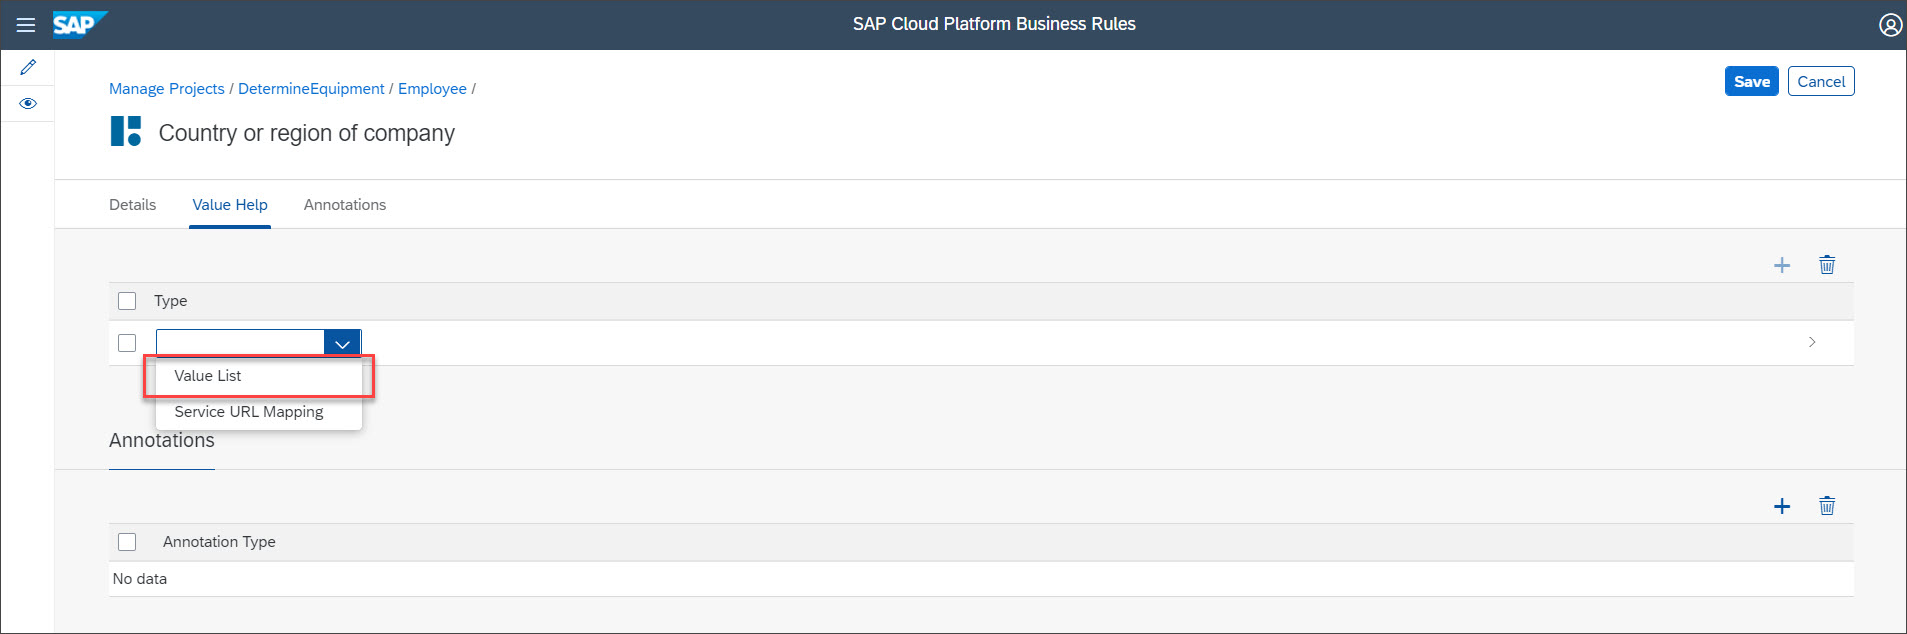 SAP
SAP Cloud Platform Business Rules
Manage Projects / DetermineEquipment / Employee /
Save
Cancel
Country or region of company
Details
Value Help
Annotations
Type
Value List
Service URL Mapping
Annotations
Annotation Type
No data